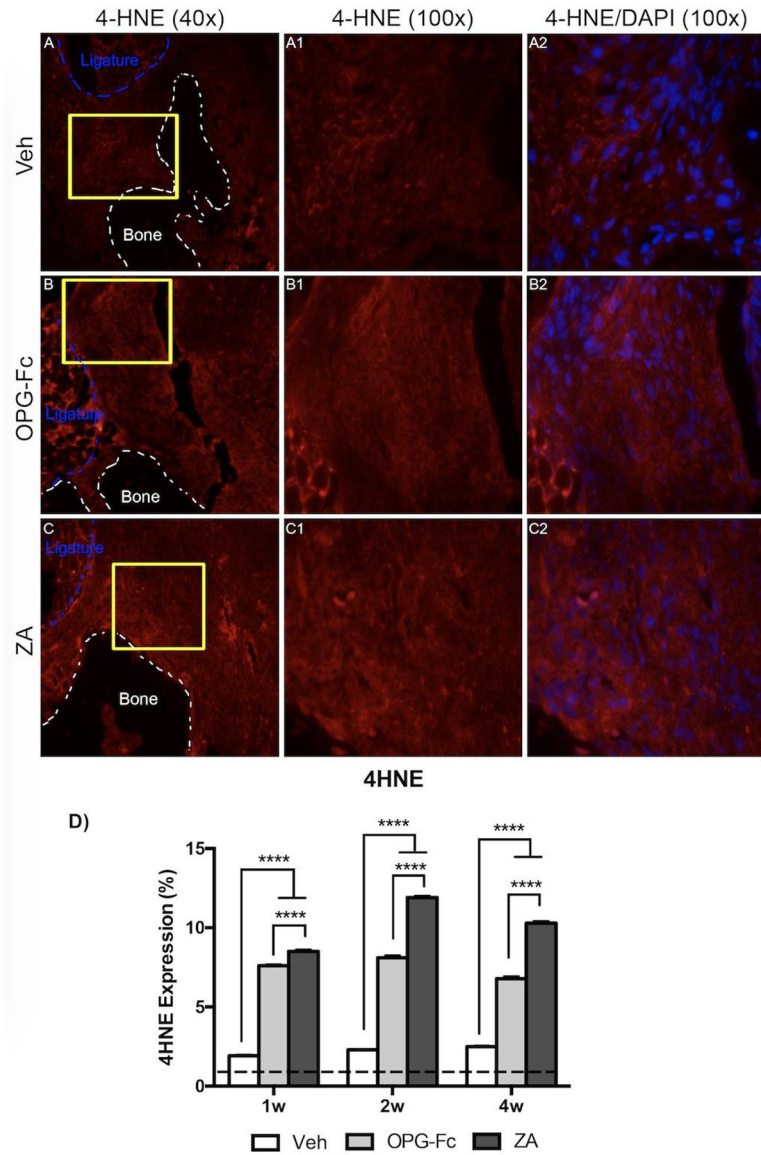 4-HNE (40x) 4-HNE (100x) 4-HNE/DAPI (100x)
Veh
A
Ligature
Bone
A1
A2
OPG-Fc
B
Ligature
Bone
B1
B2
ZA
C
Ligature
Bone
C1
C2
4HNE
D)
4HNE Expression (%)
15
10
5
0
****
****
****
****
****
****
1w 2w 4w
Veh OPG-Fc ZA